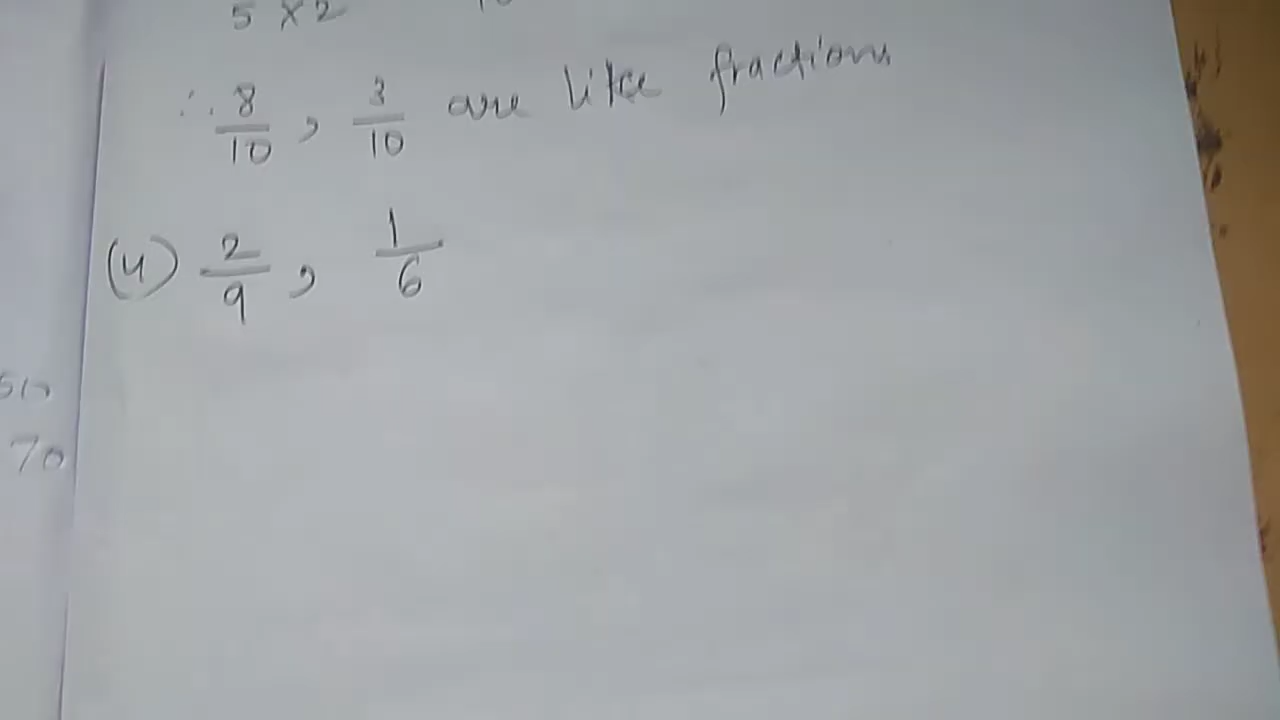 5 × 2
∴ 8/10 , 3/10 are like fractions
(4) 2/9 , 1/6
70